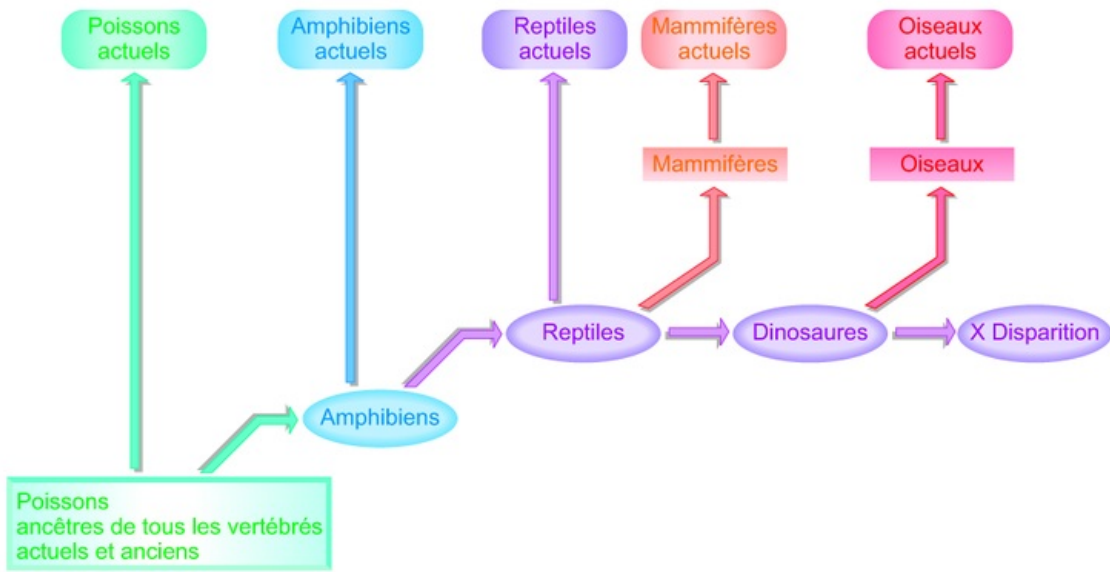 Poissons
actuels
Amphibiens
actuels
Reptiles
actuels
Mammifères
actuels
Oiseaux
actuels
Mammifères
Oiseaux
Reptiles
Dinosaures
X Disparition
Amphibiens
Poissons
ancêtres de tous les vertébrés
actuels et anciens